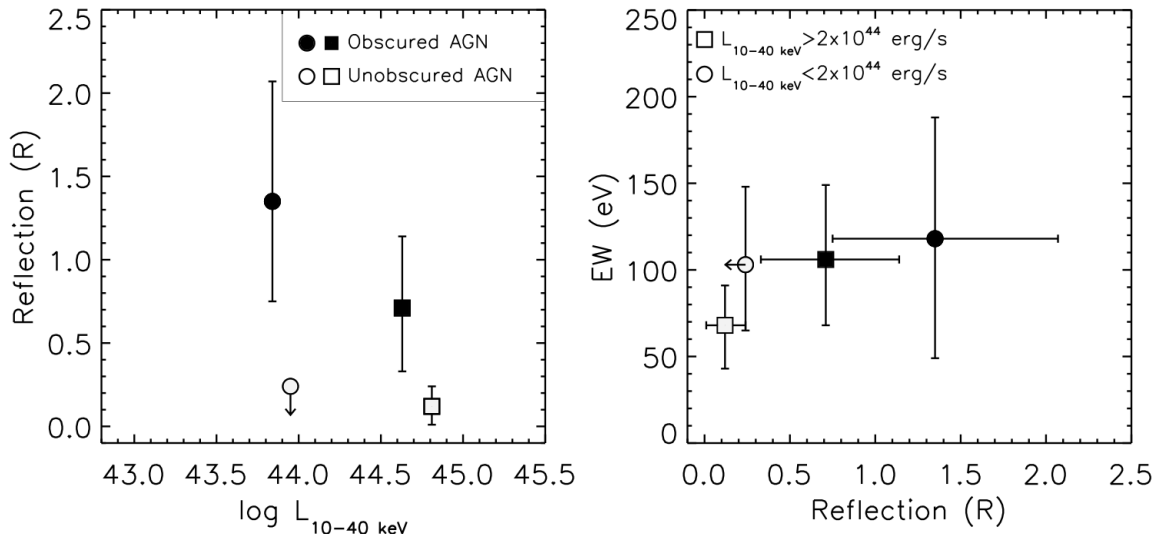 2.5
2.0
1.5
1.0
0.5
0.0
Reflection (R)
Obscured AGN
Unobscured AGN
43.0 43.5 44.0 44.5 45.0 45.5
log L10−40 keV
250
200
150
100
50
0
EW (eV)
L10−40 keV>2x10^44 erg/s
L10−40 keV<2x10^44 erg/s
0.0 0.5 1.0 1.5 2.0 2.5
Reflection (R)